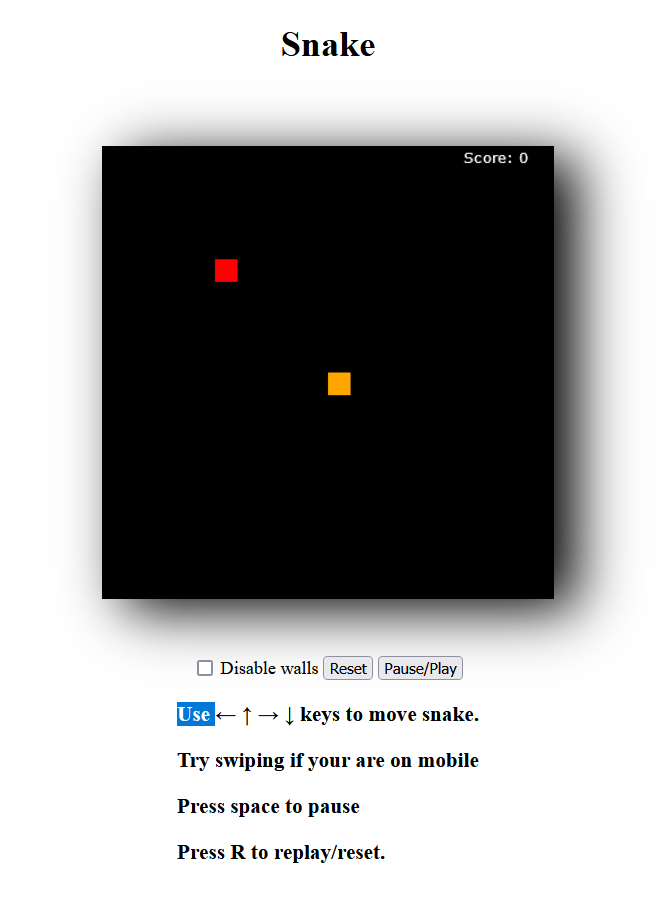 Snake
Score: 0
Disable walls Reset Pause/Play
Use ← ↑ → ↓ keys to move snake.
Try swiping if your are on mobile
Press space to pause
Press R to replay/reset.